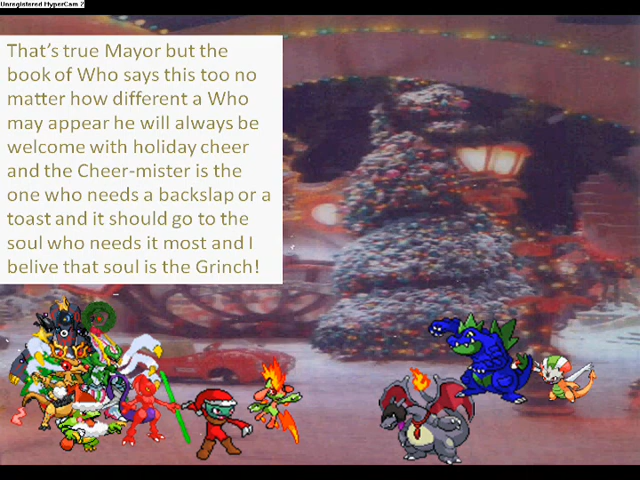 Unregistered HyperCam 2
That's true Mayor but the
book of Who says this too no
matter how different a Who
may appear he will always be
welcome with holiday cheer
and the Cheer-mister is the
one who needs a backslap or a
toast and it should go to the
soul who needs it most and I
belive that soul is the Grinch!